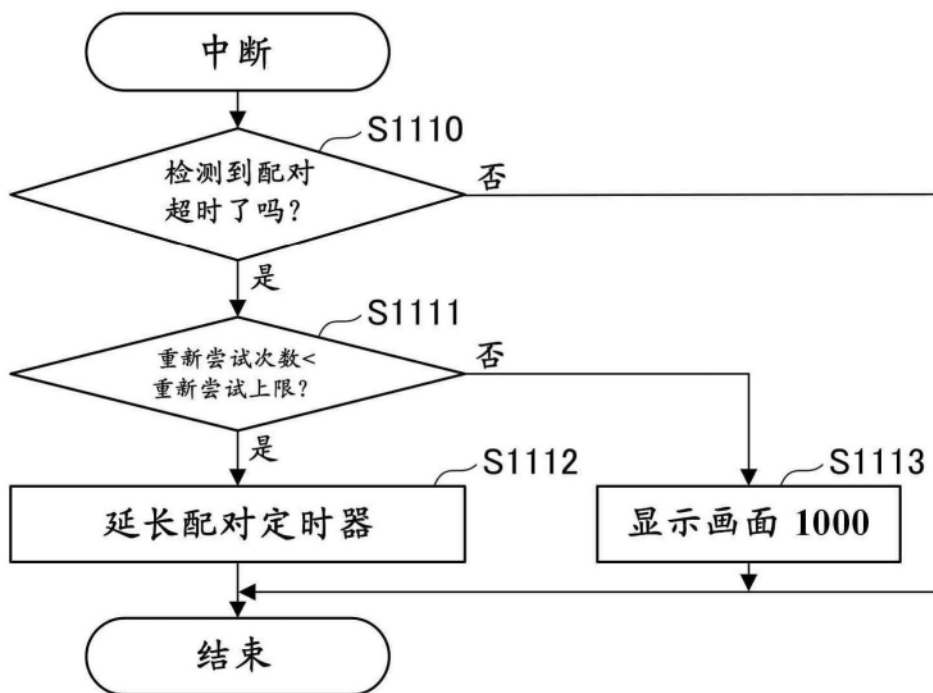 中断
S1110
检测到配对
超时了吗?
否
是
S1111
重新尝试次数<
重新尝试上限?
否
是
S1112
延长配对定时器
S1113
显示画面 1000
结束